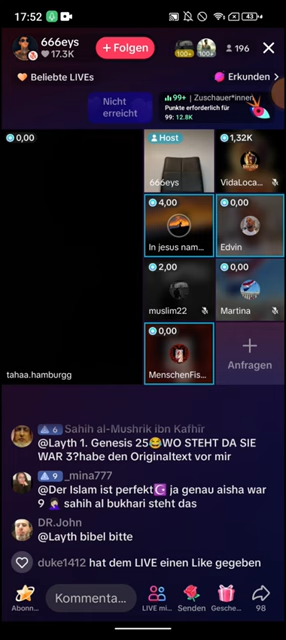 17:52
43
666eys
17.3K
+ Folgen
100+
100+
196
Beliebte LIVEs
Erkunden >
Nicht erreicht
99+ | Zuschauer*innen
Punkte erforderlich für
99: 12.8K
0,00
Host
1,32K
666eys
VidaLoca...
4,00
0,00
In jesus nam...
Edvin
2,00
0,00
muslim22
Martina
0,00
+
tahaa.hamburgg
MenschenFis...
Anfragen
6 Sahih al-Mushrik ibn Kafhir
@Layth 1. Genesis 25😂WO STEHT DA SIE
WAR 3?habe den Originaltext vor mir
9 _mina777
@Der Islam ist perfekt☪️ ja genau aisha war
9 🤦🏻‍♀️ sahih al bukhari steht das
DR.John
@Layth bibel bitte
duke1412 hat dem LIVE einen Like gegeben
Kommenta...
Abonn...
LIVE mi...
Senden
Gesche...
98